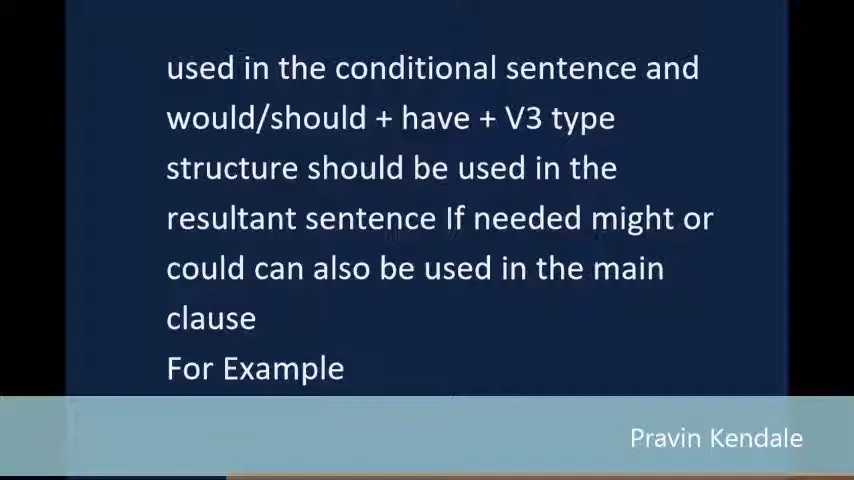 used in the conditional sentence and
would/should + have + V3 type
structure should be used in the
resultant sentence If needed might or
could can also be used in the main
clause
For Example
Pravin Kendale